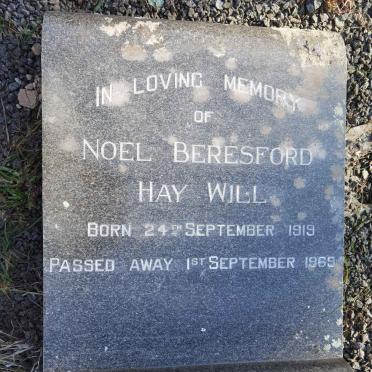 IN LOVING MEMORY
OF
NOEL BERESFORD
HAY WILL
BORN 24TH SEPTEMBER 1919
PASSED AWAY 1ST SEPTEMBER 1969